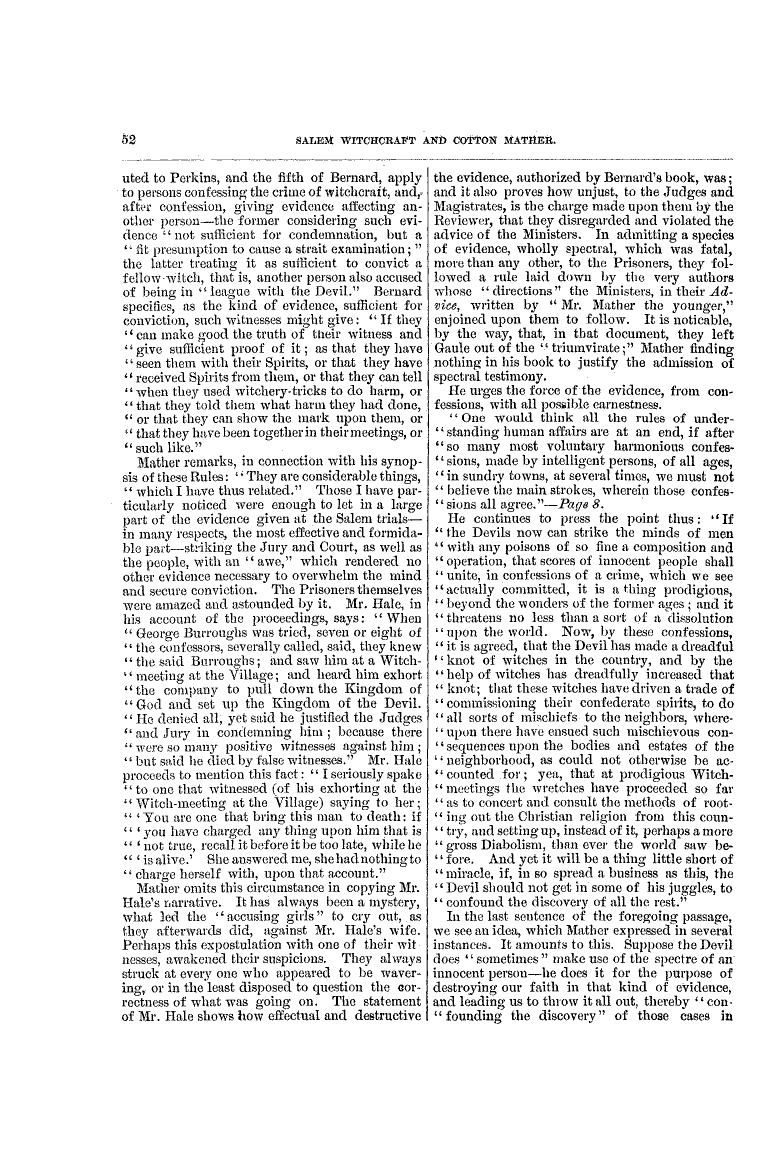 52
SALEM WITCHCRAFT AND COTTON MATHER.
uted to Perkins, and the fifth of Bernard, apply
to persons confessing the crime of witchcraft, and,
after confession, giving evidence affecting an-
other person—the former considering such evi-
dence “ not sufficient for condemnation, but a
“ fit presumption to cause a strait examination ; ”
the latter treating it as sufficient to convict a
fellow-witch, that is, another person also accused
of being in “ league with the Devil.” Bernard
specifies, as the kind of evidence, sufficient for
conviction, such witnesses might give: “ If they
“ can make good the truth of their witness and
“ give sufficient proof of it ; as that they have
“ seen them with their Spirits, or that they have
“ received Spirits from them, or that they can tell
“ when they used witchery-tricks to do harm, or
“ that they told them what harm they had done,
“ or that they can show the mark upon them, or
“ that they have been together in their meetings, or
“ such like.”
Mather remarks, in connection with his synop-
sis of these Rules: “ They are considerable things,
“ which I have thus related.” Those I have par-
ticularly noticed were enough to let in a large
part of the evidence given at the Salem trials—
in many respects, the most effective and formida-
ble part—striking the Jury and Court, as well as
the people, with an “ awe,” which rendered no
other evidence necessary to overwhelm the mind
and secure conviction. The Prisoners themselves
were amazed and astounded by it. Mr. Hale, in
his account of the proceedings, says: “ When
“ George Burroughs was tried, seven or eight of
“ the confessors, severally called, said, they knew
“ the said Burroughs ; and saw him at a Witch-
“ meeting at the Village ; and heard him exhort
“ the company to pull down the Kingdom of
“ God and set up the Kingdom of the Devil.
“ He denied all, yet said he justified the Judges
“ and Jury in condemning him ; because there
“ were so many positive witnesses against him ;
“ but said he died by false witnesses.” Mr. Hale
proceeds to mention this fact : “ I seriously spake
“ to one that witnessed (of his exhorting at the
“ Witch-meeting at the Village) saying to her ;
“ ‘ You are one that bring this man to death: if
“ ‘ you have charged any thing upon him that is
“ ‘ not true, recall it before it be too late, while he
“ ‘ is alive.’ She answered me, she had nothing to
“ charge herself with, upon that account.”
Mather omits this circumstance in copying Mr.
Hale's narrative. It has always been a mystery,
what led the “ accusing girls” to cry out, as
they afterwards did, against Mr. Hale's wife.
Perhaps this expostulation with one of their wit
nesses, awakened their suspicions. They always
struck at every one who appeared to be waver-
ing, or in the least disposed to question the cor-
rectness of what was going on. The statement
of Mr. Hale shows how effectual and destructive
the evidence, authorized by Bernard's book, was ;
and it also proves how unjust, to the Judges and
Magistrates, is the charge made upon them by the
Reviewer, that they disregarded and violated the
advice of the Ministers. In admitting a species
of evidence, wholly spectral, which was fatal,
more than any other, to the Prisoners, they fol-
lowed a rule laid down by the very authors
whose “ directions” the Ministers, in their Ad-
vice, written by “ Mr. Mather the younger,”
enjoined upon them to follow. It is noticable,
by the way, that, in that document, they left
Gaule out of the “ triumvirate ;” Mather finding
nothing in his book to justify the admission of
spectral testimony.
He urges the force of the evidence, from con-
fessions, with all possible earnestness.
“ One would think all the rules of under-
“ standing human affairs are at an end, if after
“ so many most voluntary harmonious confes-
“ sions, made by intelligent persons, of all ages,
“ in sundry towns, at several times, we must not
“ believe the main strokes, wherein those confes-
“ sions all agree.”—Page 8.
He continues to press the point thus : “ If
“ the Devils now can strike the minds of men
“ with any poisons of so fine a composition and
“ operation, that scores of innocent people shall
“ unite, in confessions of a crime, which we see
“ actually committed, it is a thing prodigious,
“ beyond the wonders of the former ages ; and it
“ threatens no less than a sort of a dissolution
“ upon the world. Now, by these confessions,
“ it is agreed, that the Devil has made a dreadful
“ knot of witches in the country, and by the
“ help of witches has dreadfully increased that
“ knot ; that these witches have driven a trade of
“ commissioning their confederate spirits, to do
“ all sorts of mischiefs to the neighbors, where-
“ upon there have ensued such mischievous con-
“ sequences upon the bodies and estates of the
“ neighborhood, as could not otherwise be ac-
“ counted for ; yea, that at prodigious Witch-
“ meetings the wretches have proceeded so far
“ as to concert and consult the methods of root-
“ ing out the Christian religion from this coun-
“ try, and setting up, instead of it, perhaps a more
“ gross Diabolism, than ever the world saw be-
“ fore. And yet it will be a thing little short of
“ miracle, if, in so spread a business as this, the
“ Devil should not get in some of his juggles, to
“ confound the discovery of all the rest.”
In the last sentence of the foregoing passage,
we see an idea, which Mather expressed in several
instances. It amounts to this. Suppose the Devil
does “ sometimes” make use of the spectre of an
innocent person—he does it for the purpose of
destroying our faith in that kind of evidence,
and leading us to throw it all out, thereby “ con-
“ founding the discovery” of those cases in